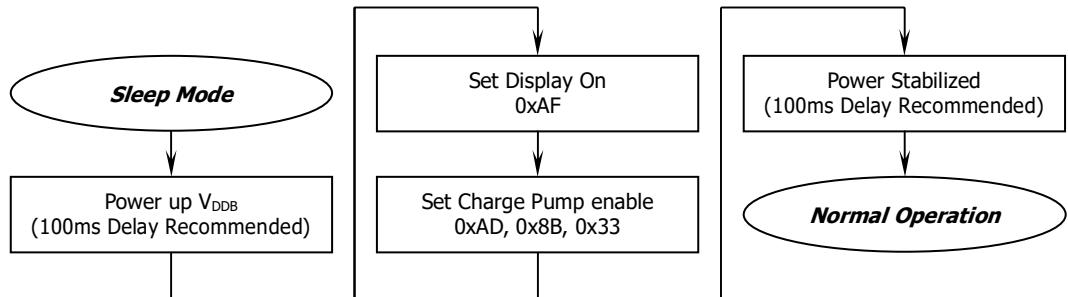 Sleep Mode
Power up VDDB
(100ms Delay Recommended)
Set Display On
0xAF
Set Charge Pump enable
0xAD, 0x8B, 0x33
Power Stabilized
(100ms Delay Recommended)
Normal Operation